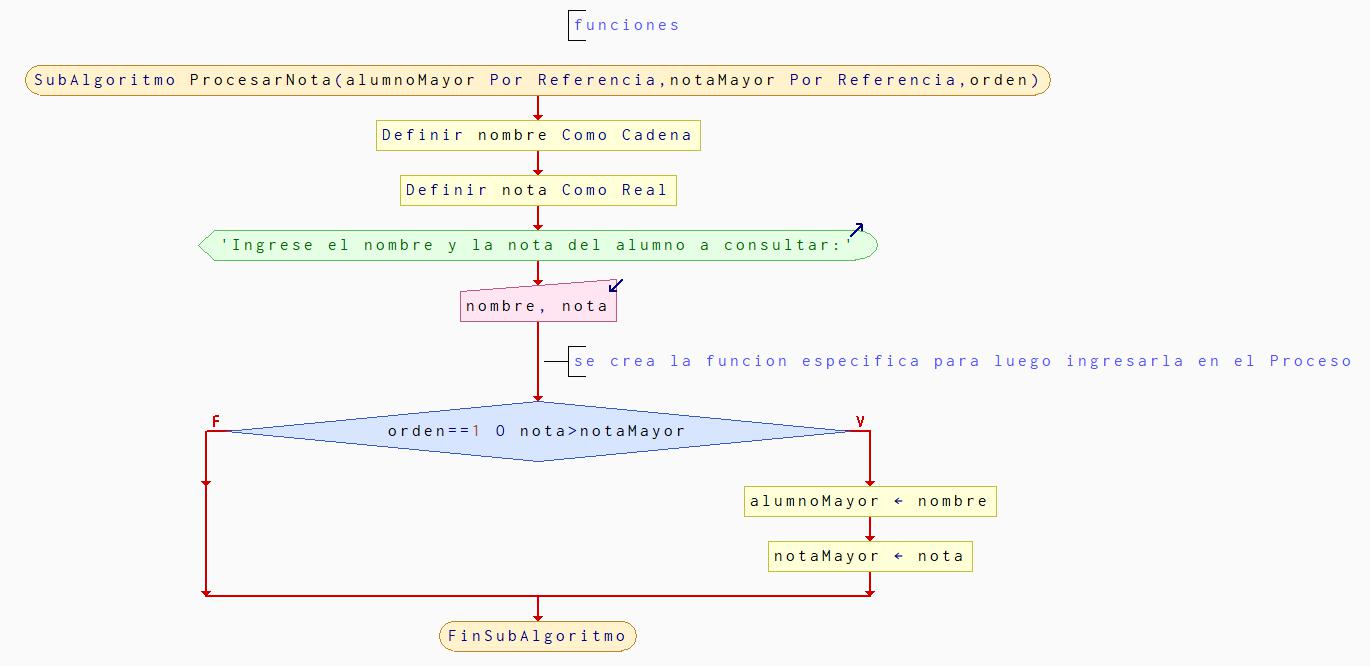 funciones
SubAlgoritmo ProcesarNota(alumnoMayor Por Referencia,notaMayor Por Referencia,orden)
Definir nombre Como Cadena
Definir nota Como Real
'Ingrese el nombre y la nota del alumno a consultar:'
nombre, nota
se crea la funcion especifica para luego ingresarla en el Proceso
F
V
orden==1 O nota>notaMayor
alumnoMayor ← nombre
notaMayor ← nota
FinSubAlgoritmo